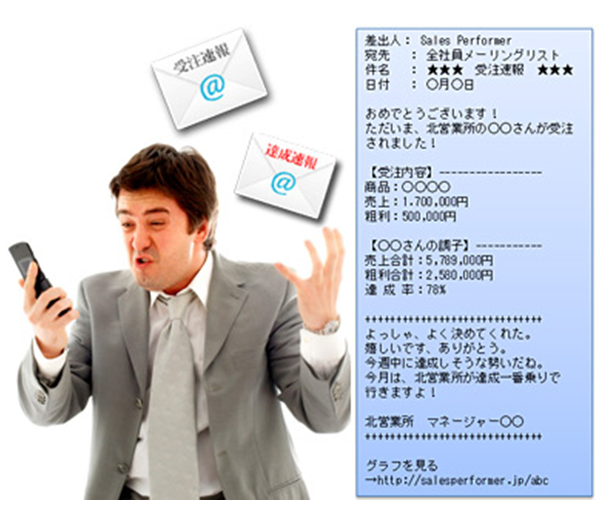 受注速報
@
達成速報
@
差出人： Sales Performer
宛先　： 全社員メーリングリスト
件名　： ★★★　受注速報　★★★
日付　： ○月○日
おめでとうございます！
ただいま、北営業所の○○さんが受注
されました！
【受注内容】-----------------
商品：○○○○
売上：1,700,000円
粗利：500,000円
【○○さんの調子】-----------
売上合計：5,789,000円
粗利合計：2,580,000円
達 成 率：78%
++++++++++++++++++++++++++++++
よっしゃ、よく決めてくれた。
嬉しいです、ありがとう。
今週中に達成しそうな勢いだね。
今月は、北営業所が達成一番乗りで
行きますよ！
北営業所　マネージャー○○
++++++++++++++++++++++++++++++
グラフを見る
→http://salesperformer.jp/abc